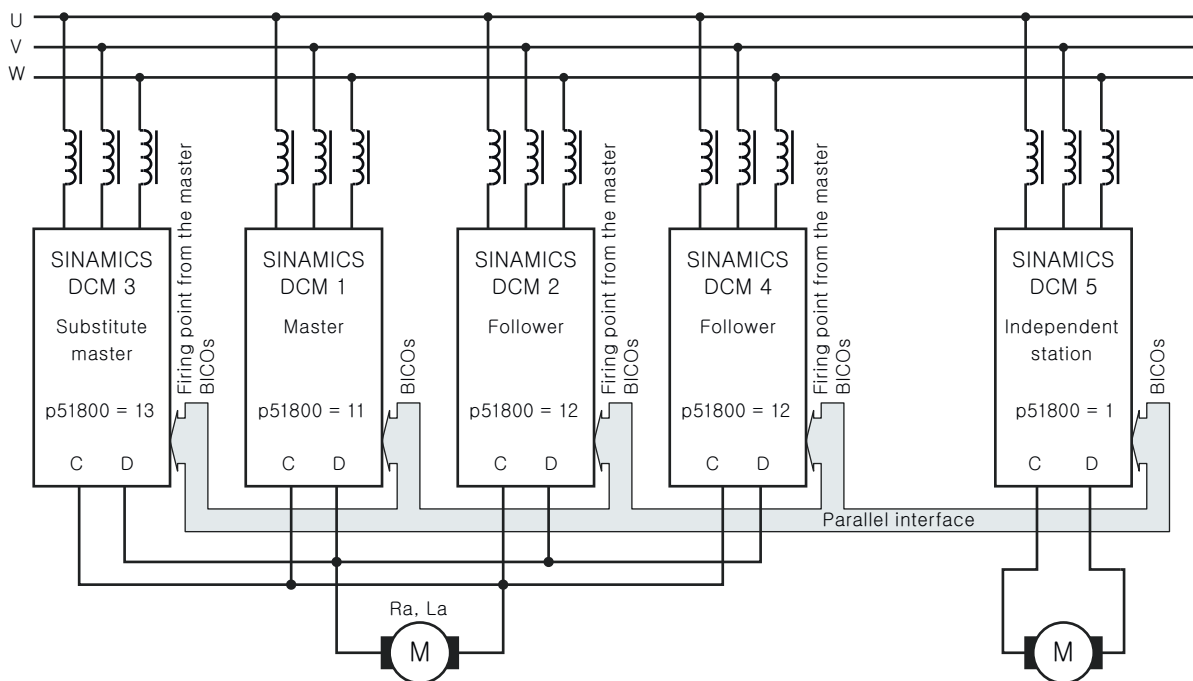 U
V
W
SINAMICS
DCM 3
Substitute
master
p51800 = 13
C D
Firing point from the master
BICOs
SINAMICS
DCM 1
Master
p51800 = 11
C D
BICOs
SINAMICS
DCM 2
Follower
p51800 = 12
C D
Firing point from the master
BICOs
SINAMICS
DCM 4
Follower
p51800 = 12
C D
Firing point from the master
BICOs
SINAMICS
DCM 5
Independent
station
p51800 = 1
C D
BICOs
Parallel interface
Ra, La
M
M